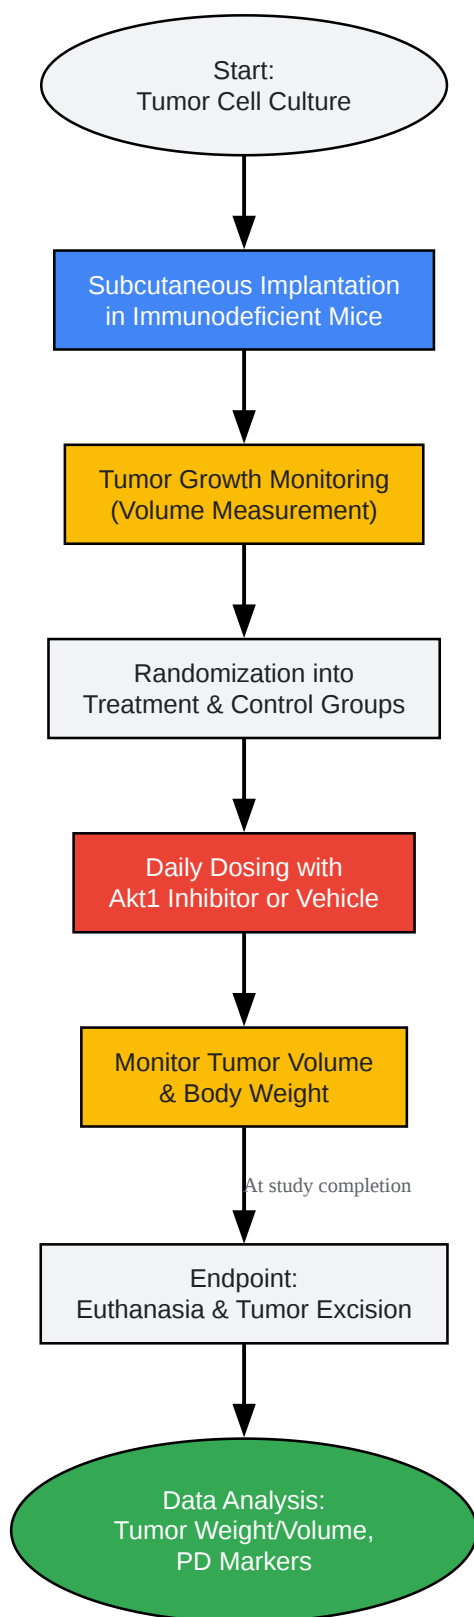 Start:
Tumor Cell Culture
Subcutaneous Implantation
in Immunodeficient Mice
Tumor Growth Monitoring
(Volume Measurement)
Randomization into
Treatment & Control Groups
Daily Dosing with
Akt1 Inhibitor or Vehicle
Monitor Tumor Volume
& Body Weight
At study completion
Endpoint:
Euthanasia & Tumor Excision
Data Analysis:
Tumor Weight/Volume,
PD Markers